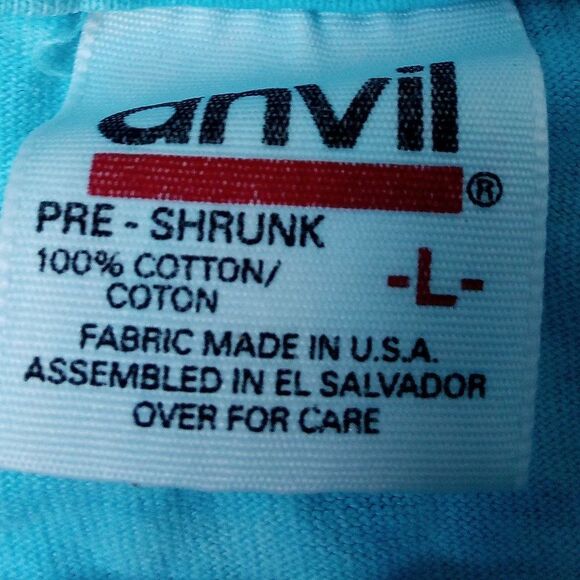 anvil ®
PRE - SHRUNK
100% COTTON/ -L-
COTON
FABRIC MADE IN U.S.A.
ASSEMBLED IN EL SALVADOR
OVER FOR CARE